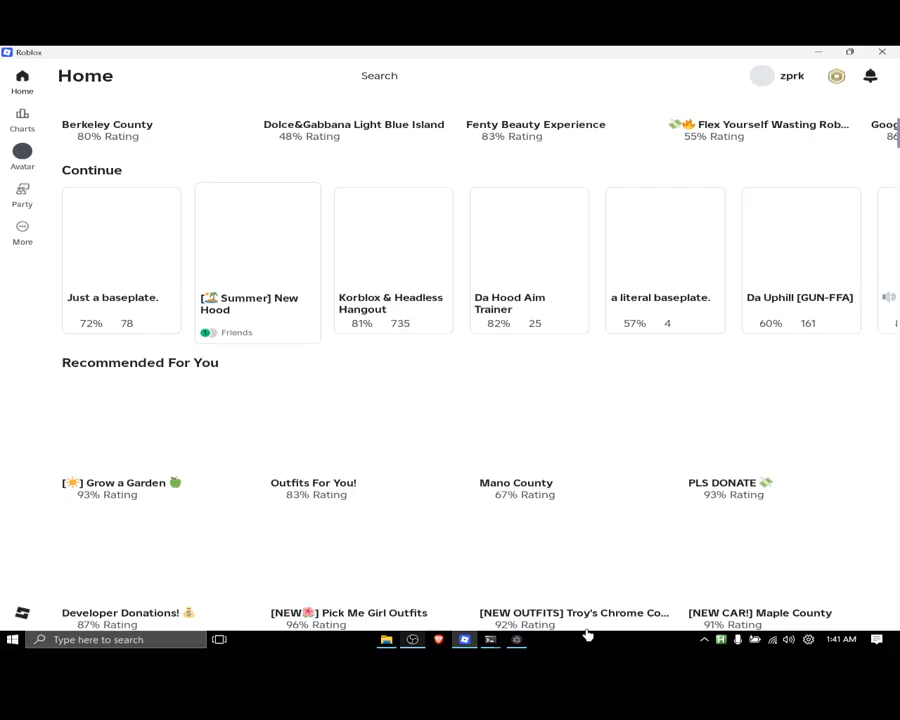 Roblox
Home
Search
zprk
Home
Charts
Avatar
Party
More
Berkeley County
80% Rating
Dolce&Gabbana Light Blue Island
48% Rating
Fenty Beauty Experience
83% Rating
💸🔥 Flex Yourself Wasting Rob...
55% Rating
Goog
86
Continue
Just a baseplate.
72% 78
[🏝️ Summer] New
Hood
1 Friends
Korblox & Headless
Hangout
81% 735
Da Hood Aim
Trainer
82% 25
a literal baseplate.
57% 4
Da Uphill [GUN-FFA]
60% 161
Recommended For You
[☀️] Grow a Garden 🍏
93% Rating
Outfits For You!
83% Rating
Mano County
67% Rating
PLS DONATE 💸
93% Rating
Developer Donations! 💰
87% Rating
[NEW🌺] Pick Me Girl Outfits
96% Rating
[NEW OUTFITS] Troy's Chrome Co...
92% Rating
[NEW CAR!] Maple County
91% Rating
Type here to search
1:41 AM